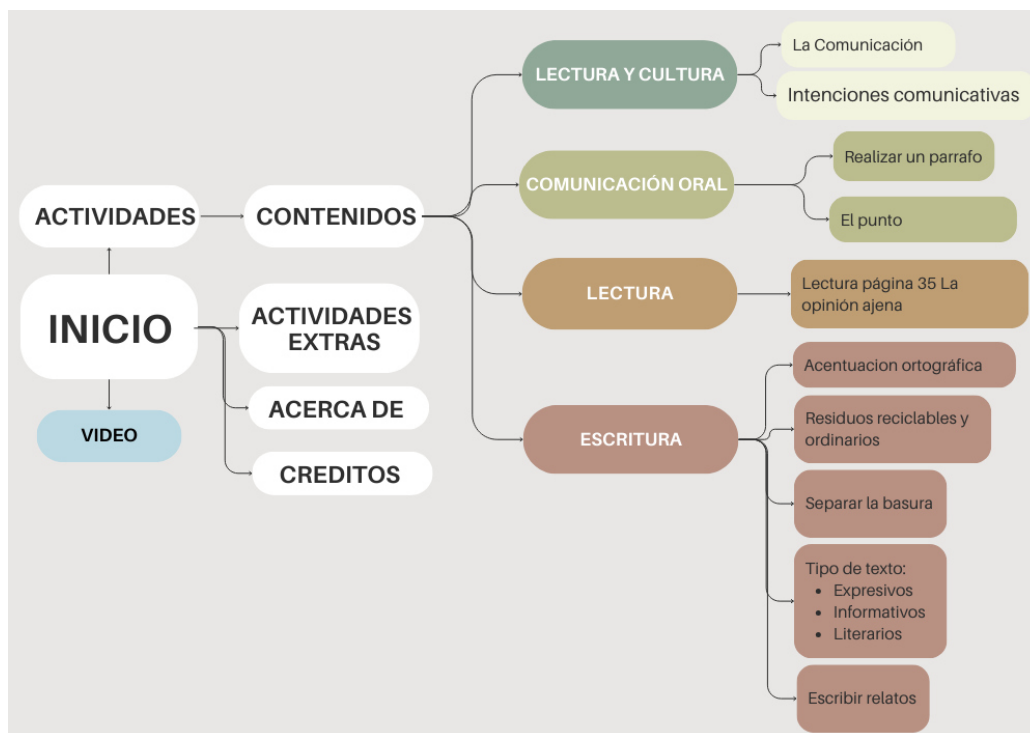 INICIO
ACTIVIDADES
VIDEO
CONTENIDOS
ACTIVIDADES
EXTRAS
ACERCA DE
CREDITOS
LECTURA Y CULTURA
La Comunicación
Intenciones comunicativas
COMUNICACIÓN ORAL
Realizar un parrafo
El punto
LECTURA
Lectura página 35 La
opinión ajena
ESCRITURA
Acentuacion ortográfica
Residuos reciclables y
ordinarios
Separar la basura
Tipo de texto:
• Expresivos
• Informativos
• Literarios
Escribir relatos